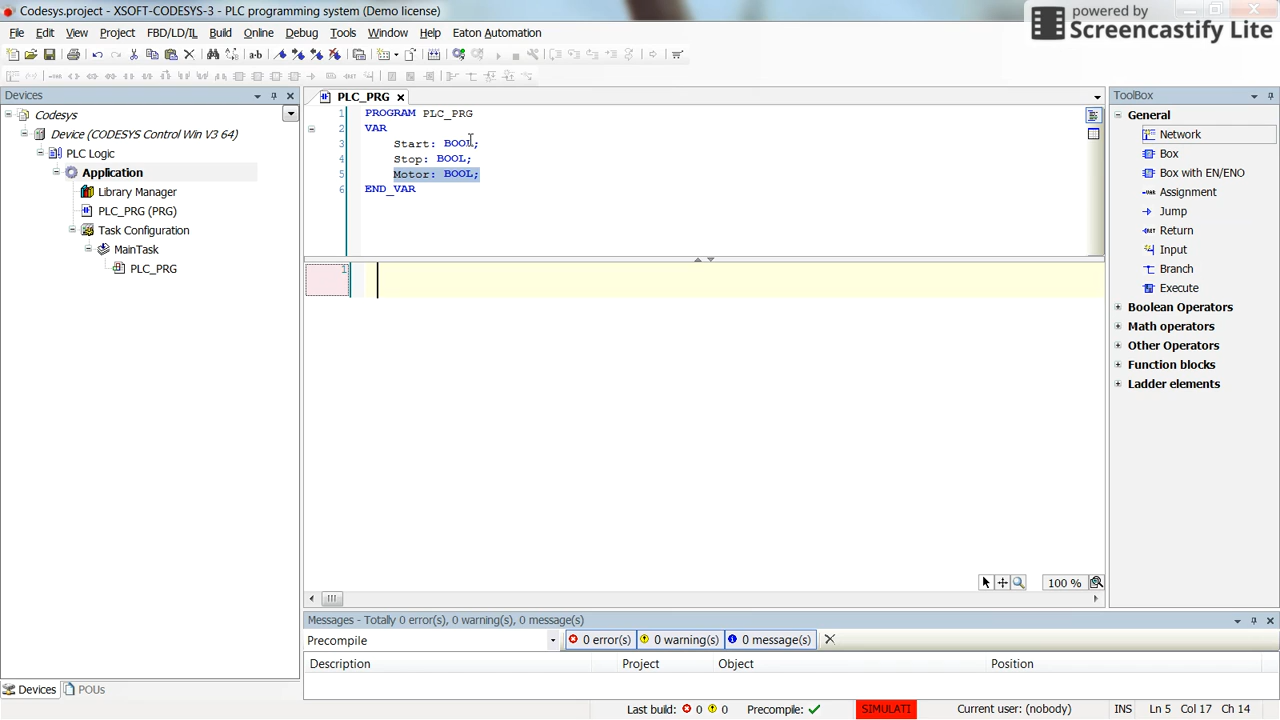 Codesys.project - XSOFT-CODESYS-3 - PLC programming system (Demo license)
powered by
Screencastify Lite
File Edit View Project FBD/LD/IL Build Online Debug Tools Window Help Eaton Automation
Devices
Codesys
Device (CODESYS Control Win V3 64)
PLC Logic
Application
Library Manager
PLC_PRG (PRG)
Task Configuration
MainTask
PLC_PRG
Devices POUs
PLC_PRG
1 PROGRAM PLC_PRG
2 VAR
3 Start: BOOL;
4 Stop: BOOL;
5 Motor: BOOL;
6 END_VAR
1
100 %
ToolBox
General
Network
Box
Box with EN/ENO
Assignment
Jump
Return
Input
Branch
Execute
Boolean Operators
Math operators
Other Operators
Function blocks
Ladder elements
Messages - Totally 0 error(s), 0 warning(s), 0 message(s)
Precompile 0 error(s) 0 warning(s) 0 message(s)
Description Project Object Position
Last build: 0 0 Precompile: SIMULATI Current user: (nobody) INS Ln 5 Col 17 Ch 14